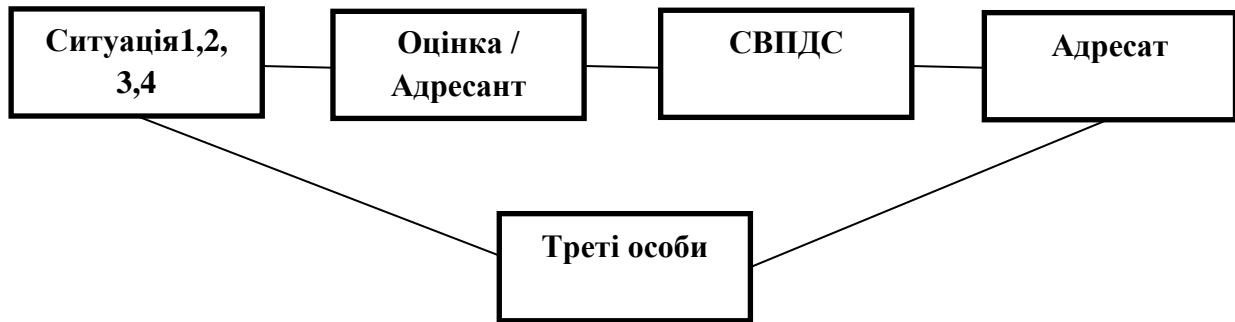 Ситуація1,2,
3,4
Оцінка /
Адресант
СВПДС
Адресат
Треті особи